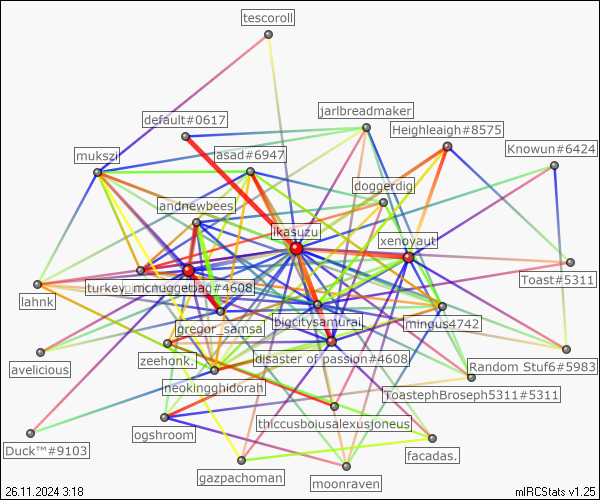 tescoroll
default#0617
jarlbreadmaker
Heighleaigh#8575
Knowun#6424
mukszi
asad#6947
doggerdig
andrewbees
ikasuzu
xenoyaut
turkey_mcnuggetbag#4608
Toast#5311
lahnk
gregor_samsa
bigcitysamurai
mingus4742
avelicious
zeehonk.
disaster of passion#4608
Random Stuf6#5983
neokingghidorah
ToastephBroseph5311#5311
ogshroom
thiccusboiusalexusjoneus
Duck™#9103
facadas.
gazpachoman
moonraven
26.11.2024 3:18
mIRCStats v1.25